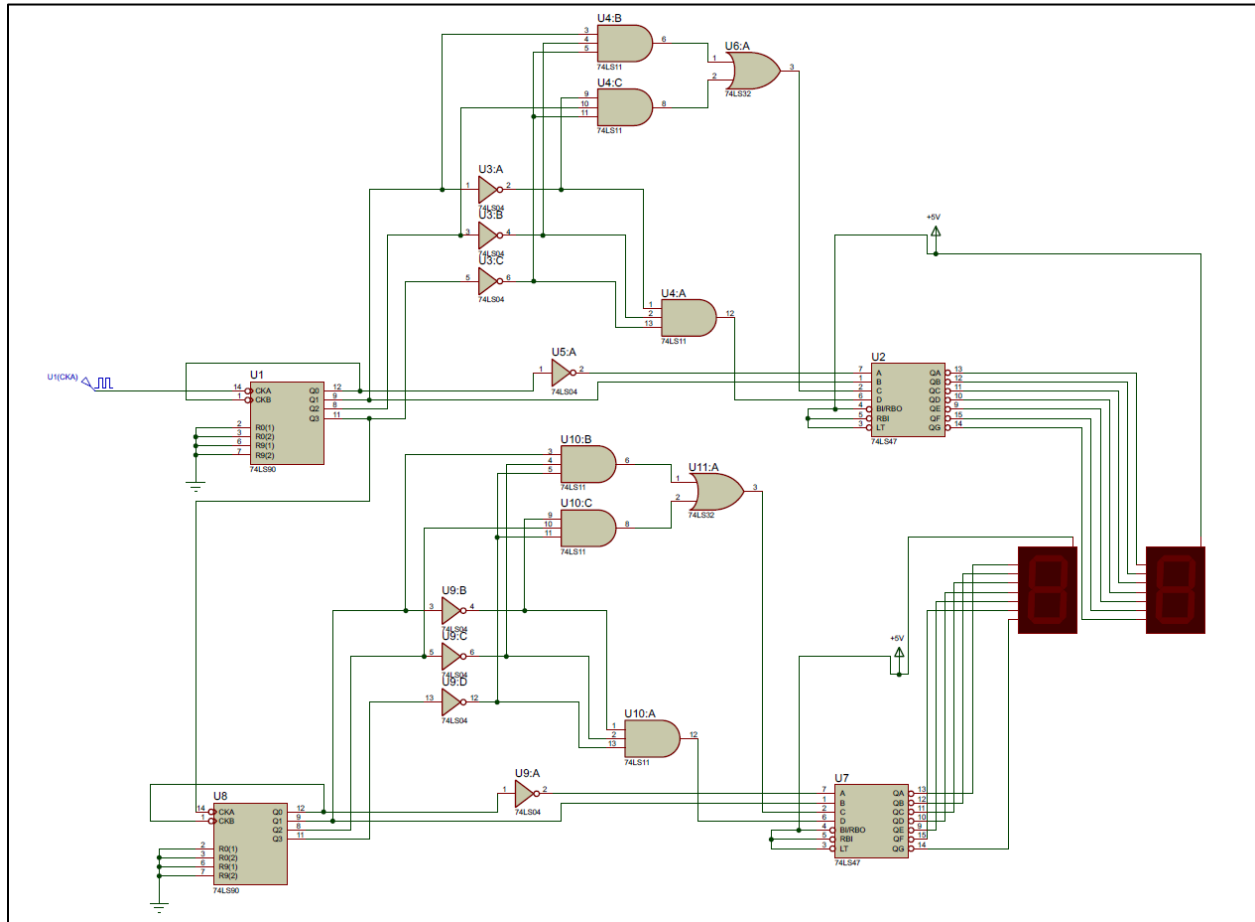 U4:B
3
4
5
6
74LS11
U6:A
1
2
3
74LS32
U4:C
9
10
11
8
74LS11
U3:A
1
2
74LS04
U3:B
3
4
74LS04
U3:C
5
6
74LS04
+5V
U4:A
1
2
13
12
74LS11
U5:A
1
2
74LS04
U1(CKA)
U1
14 CKA Q0 12
1 CKB Q1 9
Q2 8
Q3 11
2 R0(1)
3 R0(2)
6 R9(1)
7 R9(2)
74LS90
U2
7 A QA 13
1 B QB 12
2 C QC 11
6 D QD 10
4 BI/RBO QE 9
5 RBI QF 15
3 LT QG 14
74LS47
U10:B
3
4
5
6
74LS11
U11:A
1
2
3
74LS32
U10:C
9
10
11
8
74LS11
U9:B
3
4
74LS04
U9:C
5
6
74LS04
U9:D
13
12
74LS04
+5V
U10:A
1
2
13
12
74LS11
U9:A
1
2
74LS04
U8
14 CKA Q0 12
1 CKB Q1 9
Q2 8
Q3 11
2 R0(1)
3 R0(2)
6 R9(1)
7 R9(2)
74LS90
U7
7 A QA 13
1 B QB 12
2 C QC 11
6 D QD 10
4 BI/RBO QE 9
5 RBI QF 15
3 LT QG 14
74LS47